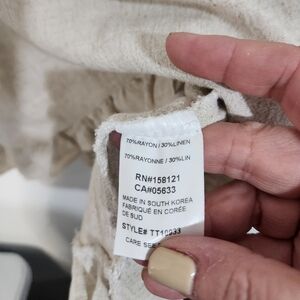 70%RAYON / 30%LINEN
70%RAYONNE / 30%LIN
RN#158121
CA#05633
MADE IN SOUTH KOREA
FABRIQUÉ EN CORÉE
DE SUD
STYLE# TT10933
CARE SEE